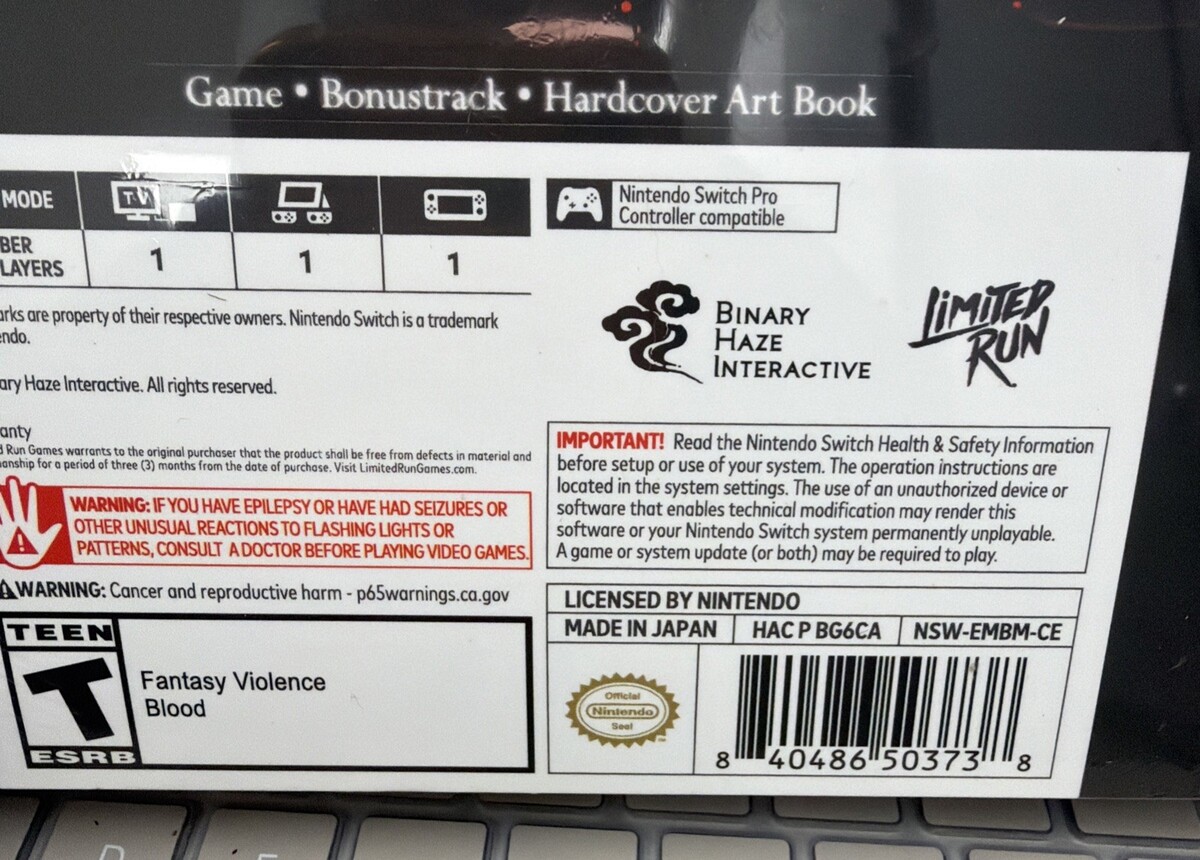 Game • Bonustrack • Hardcover Art Book
MODE
TV
BER
LAYERS
1
1
1
Nintendo Switch Pro
Controller compatible
arks are property of their respective owners. Nintendo Switch is a trademark
endo.
ary Haze Interactive. All rights reserved.
BINARY
HAZE
INTERACTIVE
LIMITED
RUN
anty
d Run Games warrants to the original purchaser that the product shall be free from defects in material and
manship for a period of three (3) months from the date of purchase. Visit LimitedRunGames.com.
WARNING: IF YOU HAVE EPILEPSY OR HAVE HAD SEIZURES OR
OTHER UNUSUAL REACTIONS TO FLASHING LIGHTS OR
PATTERNS, CONSULT A DOCTOR BEFORE PLAYING VIDEO GAMES.
WARNING: Cancer and reproductive harm - p65warnings.ca.gov
TEEN
T
ESRB
Fantasy Violence
Blood
IMPORTANT! Read the Nintendo Switch Health & Safety Information
before setup or use of your system. The operation instructions are
located in the system settings. The use of an unauthorized device or
software that enables technical modification may render this
software or your Nintendo Switch system permanently unplayable.
A game or system update (or both) may be required to play.
LICENSED BY NINTENDO
MADE IN JAPAN
HAC P BG6CA
NSW-EMBM-CE
Official
Nintendo
Seal
8 40486 50373 8